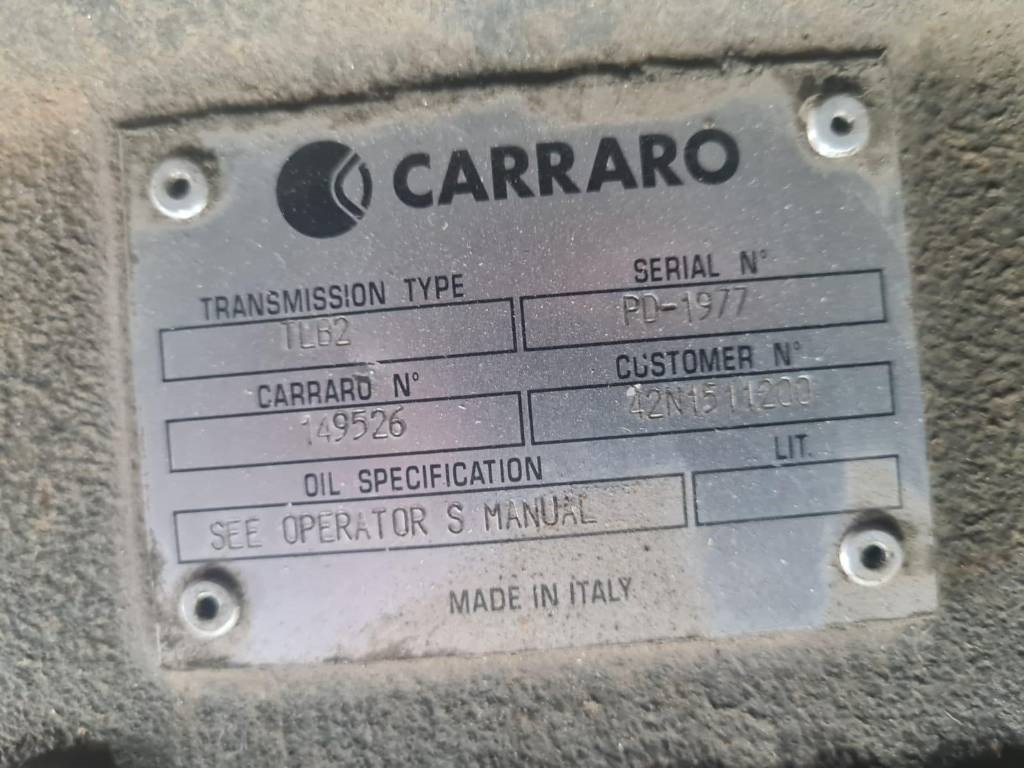 CARRARO
TRANSMISSION TYPE SERIAL N°
TLB2 PD-1977
CARRARO N° CUSTOMER N°
149526 42N1511200
OIL SPECIFICATION LIT.
SEE OPERATOR S MANUAL
MADE IN ITALY